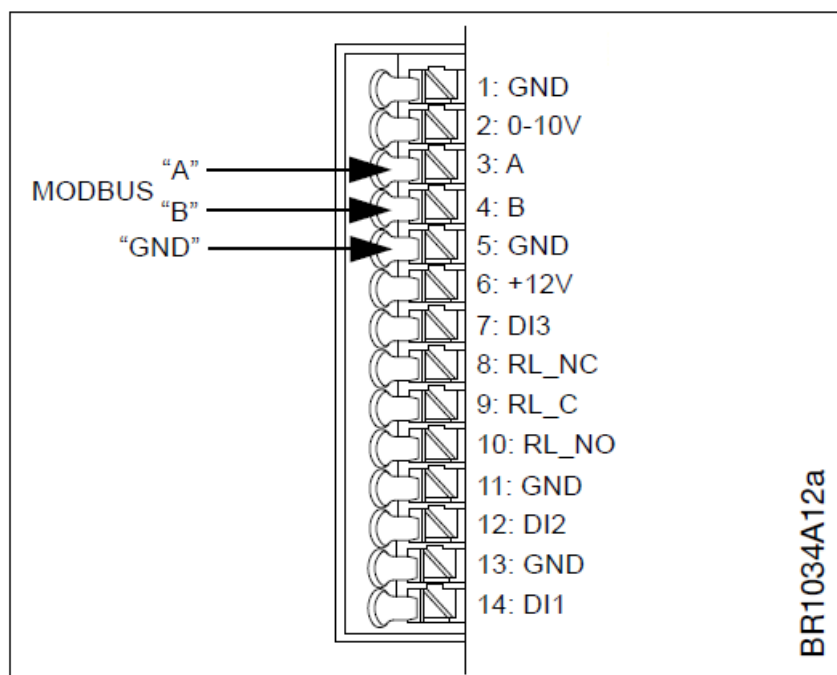 1: GND
2: 0-10V
“A”
3: A
MODBUS
“B”
4: B
“GND”
5: GND
6: +12V
7: DI3
8: RL_NC
9: RL_C
10: RL_NO
11: GND
12: DI2
13: GND
14: DI1
BR1034A12a